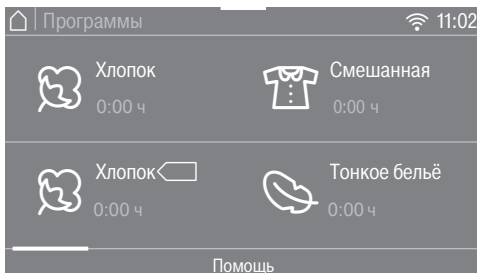 Программы 11:02
Хлопок Смешанная
0:00 ч 0:00 ч
Хлопок Тонкое бельё
0:00 ч 0:00 ч
Помощь